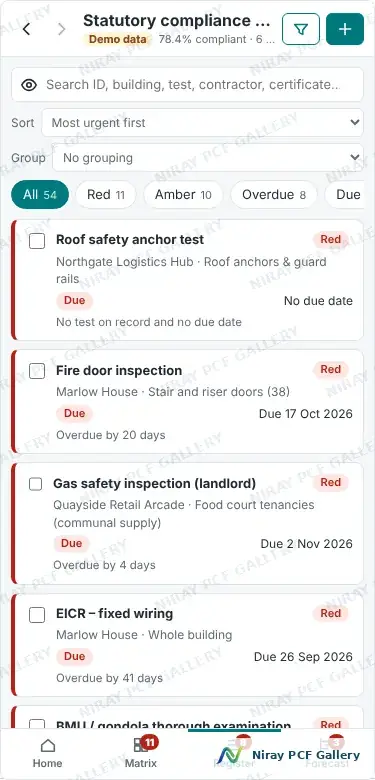 Statutory compliance ...
Demo data 78.4% compliant · 6 ...
Search ID, building, test, contractor, certificate...
Sort Most urgent first
Group No grouping
All 54 Red 11 Amber 10 Overdue 8 Due
Roof safety anchor test Red
Northgate Logistics Hub · Roof anchors & guard
rails
Due No due date
No test on record and no due date
Fire door inspection Red
Marlow House · Stair and riser doors (38)
Due Due 17 Oct 2026
Overdue by 20 days
Gas safety inspection (landlord) Red
Quayside Retail Arcade · Food court tenancies
(communal supply)
Due Due 2 Nov 2026
Overdue by 4 days
EICR – fixed wiring Red
Marlow House · Whole building
Due Due 26 Sep 2026
Overdue by 41 days
BMU / gondola thorough examination Red
11
Home Matrix Register Forecast
Niray PCF Gallery
NIRAY PCF GALLERY